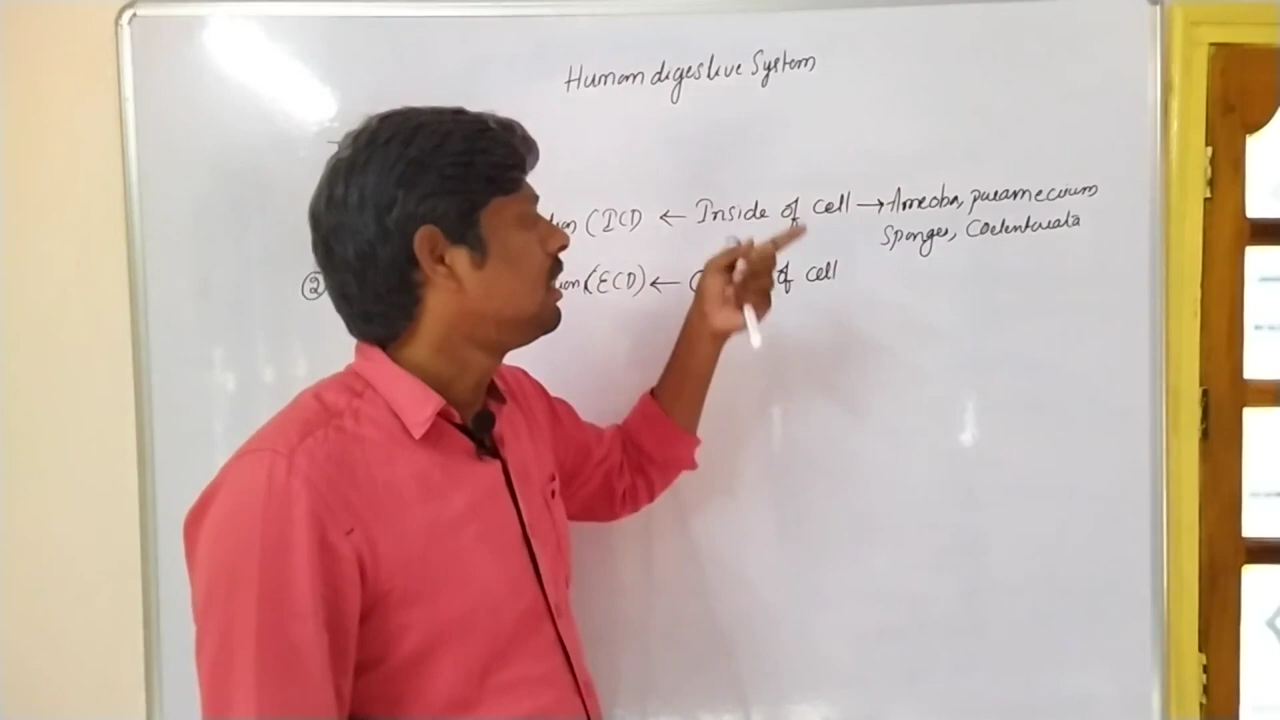 Human digestive System
(ICD ← Inside of cell → Ameoba, paramecium
Sponges, Coelenterata
② (ECD) ← of cell